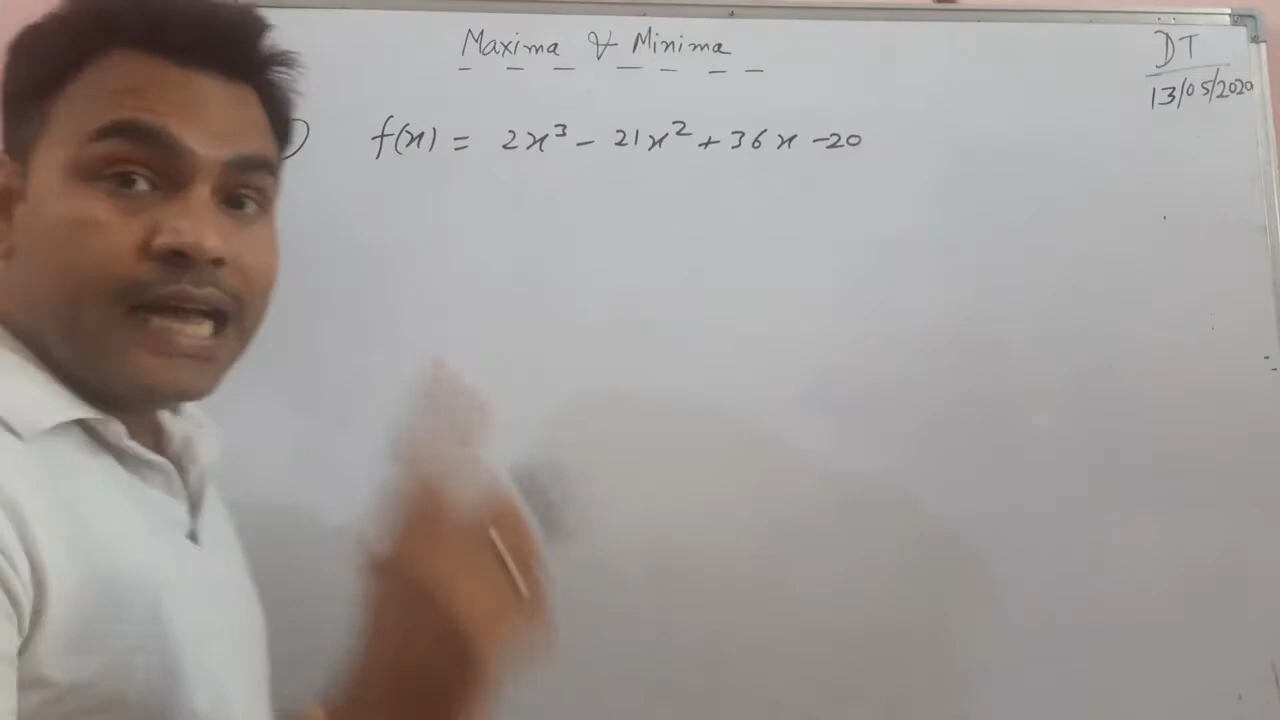 Maxima & Minima
DT
13/05/2020
) f(x) = 2x³ - 21x² + 36x - 20